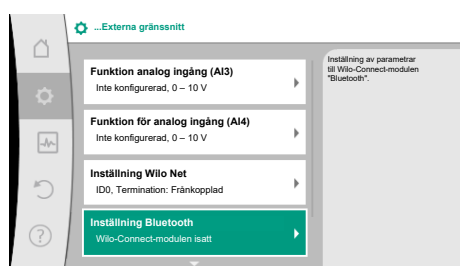 ...Externa gränssnitt
Funktion analog ingång (AI3)
Inte konfigurerad, 0 – 10 V
Funktion för analog ingång (AI4)
Inte konfigurerad, 0 – 10 V
Inställning Wilo Net
ID0, Termination: Frånkopplad
Inställning Bluetooth
Wilo-Connect-modulen isatt
Inställning av parametrar
till Wilo-Connect-modulen
"Bluetooth".